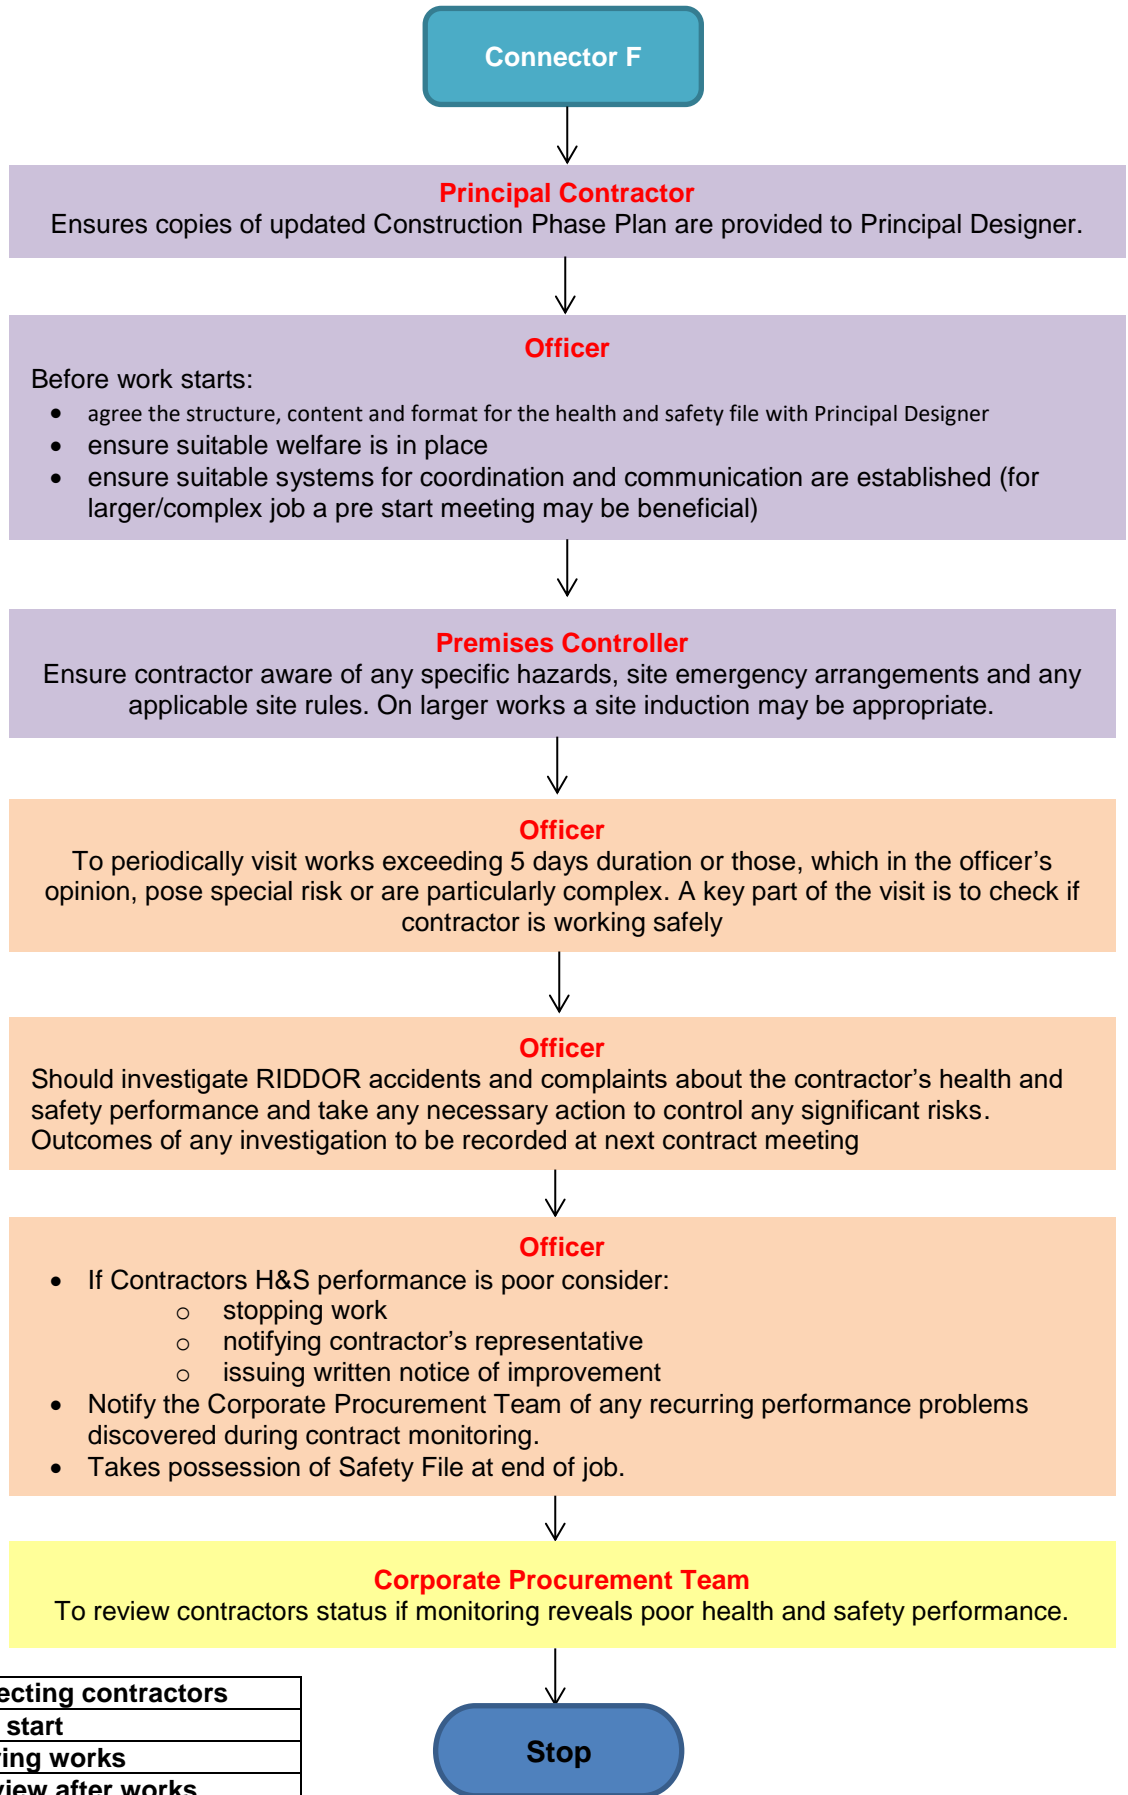 Connector F
Principal Contractor
Ensures copies of updated Construction Phase Plan are provided to Principal Designer.
Officer
Before work starts:
• agree the structure, content and format for the health and safety file with Principal Designer
• ensure suitable welfare is in place
• ensure suitable systems for coordination and communication are established (for
larger/complex job a pre start meeting may be beneficial)
Premises Controller
Ensure contractor aware of any specific hazards, site emergency arrangements and any
applicable site rules. On larger works a site induction may be appropriate.
Officer
To periodically visit works exceeding 5 days duration or those, which in the officer's
opinion, pose special risk or are particularly complex. A key part of the visit is to check if
contractor is working safely
Officer
Should investigate RIDDOR accidents and complaints about the contractor's health and
safety performance and take any necessary action to control any significant risks.
Outcomes of any investigation to be recorded at next contract meeting
Officer
• If Contractors H&S performance is poor consider:
o stopping work
o notifying contractor's representative
o issuing written notice of improvement
• Notify the Corporate Procurement Team of any recurring performance problems
discovered during contract monitoring.
• Takes possession of Safety File at end of job.
Corporate Procurement Team
To review contractors status if monitoring reveals poor health and safety performance.
ecting contractors
start
ing works
view after works
Stop